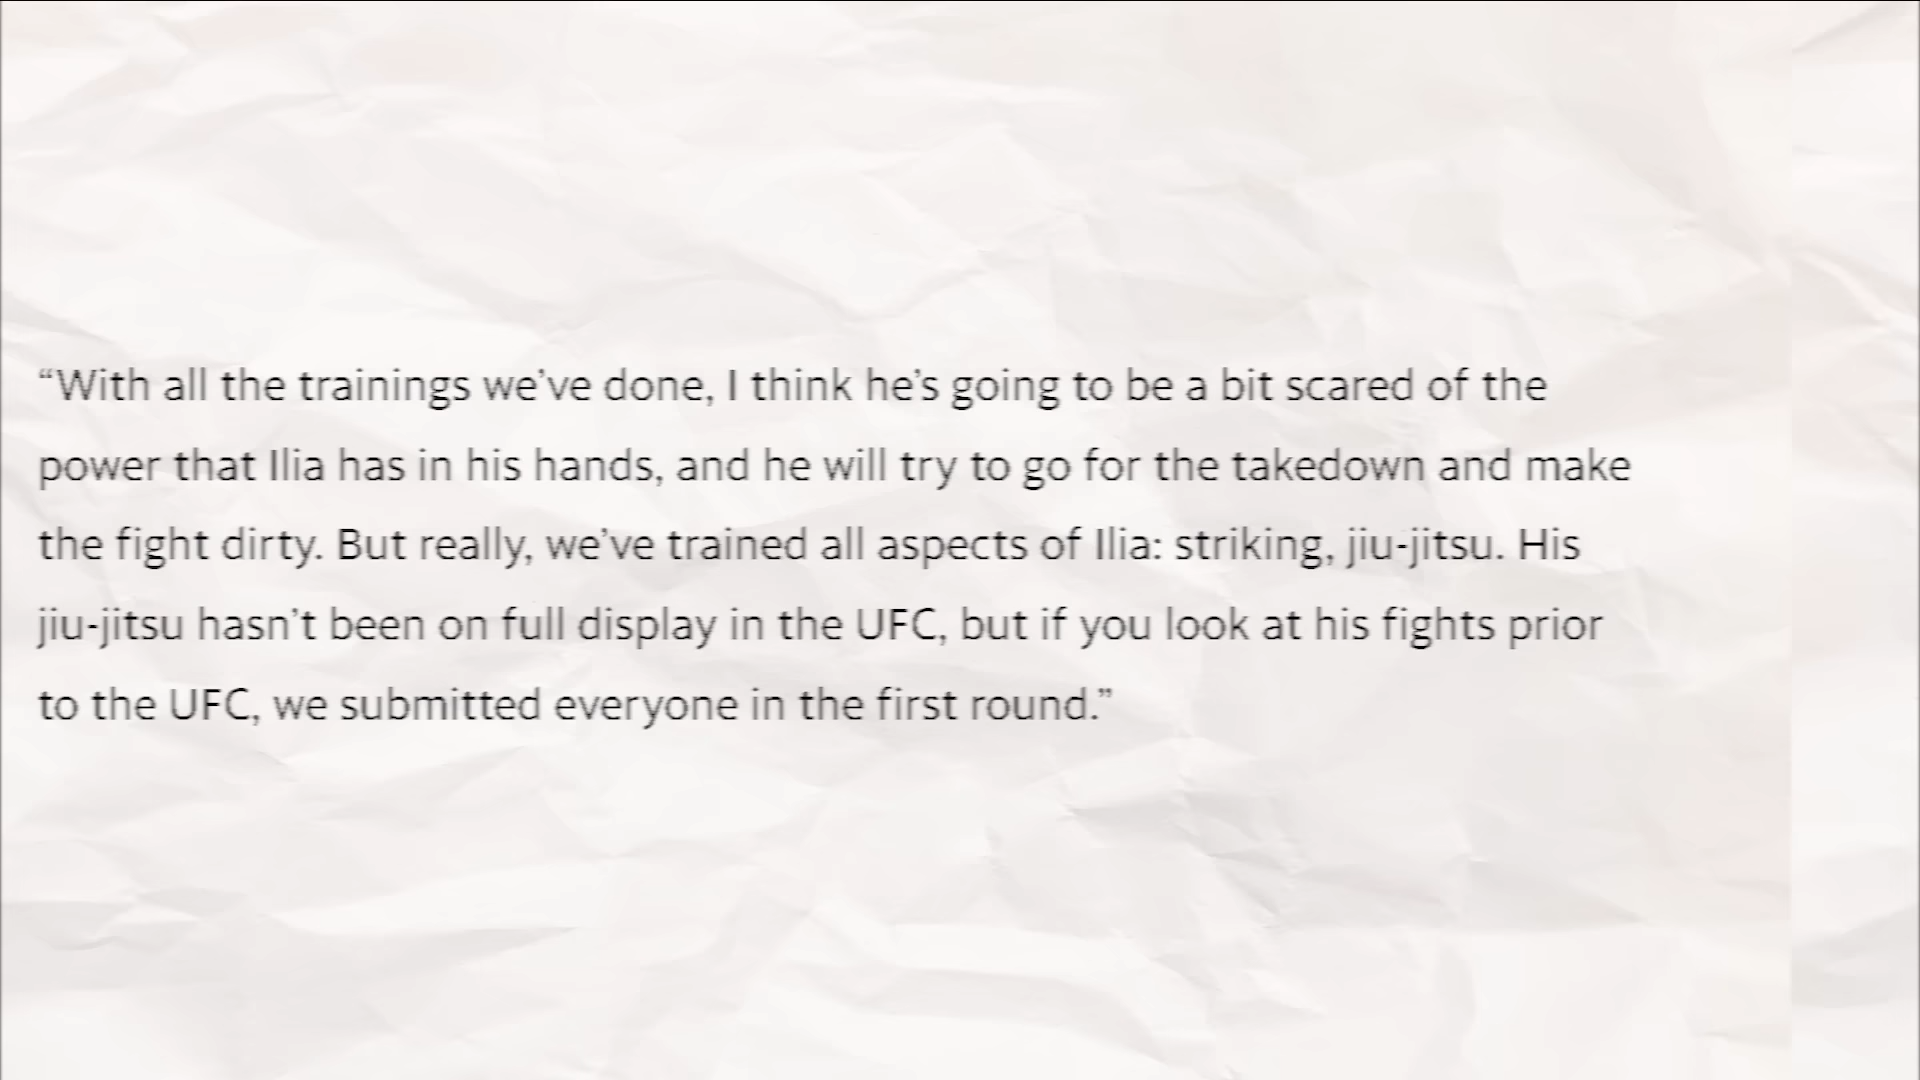 “With all the trainings we’ve done, I think he’s going to be a bit scared of the
power that Ilia has in his hands, and he will try to go for the takedown and make
the fight dirty. But really, we’ve trained all aspects of Ilia: striking, jiu-jitsu. His
jiu-jitsu hasn’t been on full display in the UFC, but if you look at his fights prior
to the UFC, we submitted everyone in the first round.”